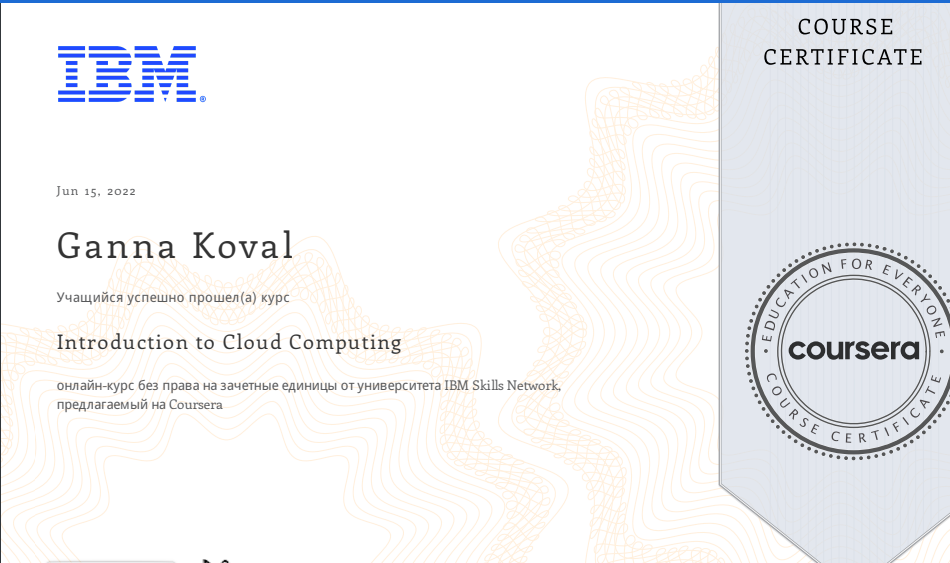 COURSE
CERTIFICATE
IBM®
Jun 15, 2022
Ganna Koval
Учащийся успешно прошел(а) курс
Introduction to Cloud Computing
онлайн-курс без права на зачетные единицы от университета IBM Skills Network,
предлагаемый на Coursera
EDUCATION FOR EVERYONE
coursera
COURSE CERTIFICATE